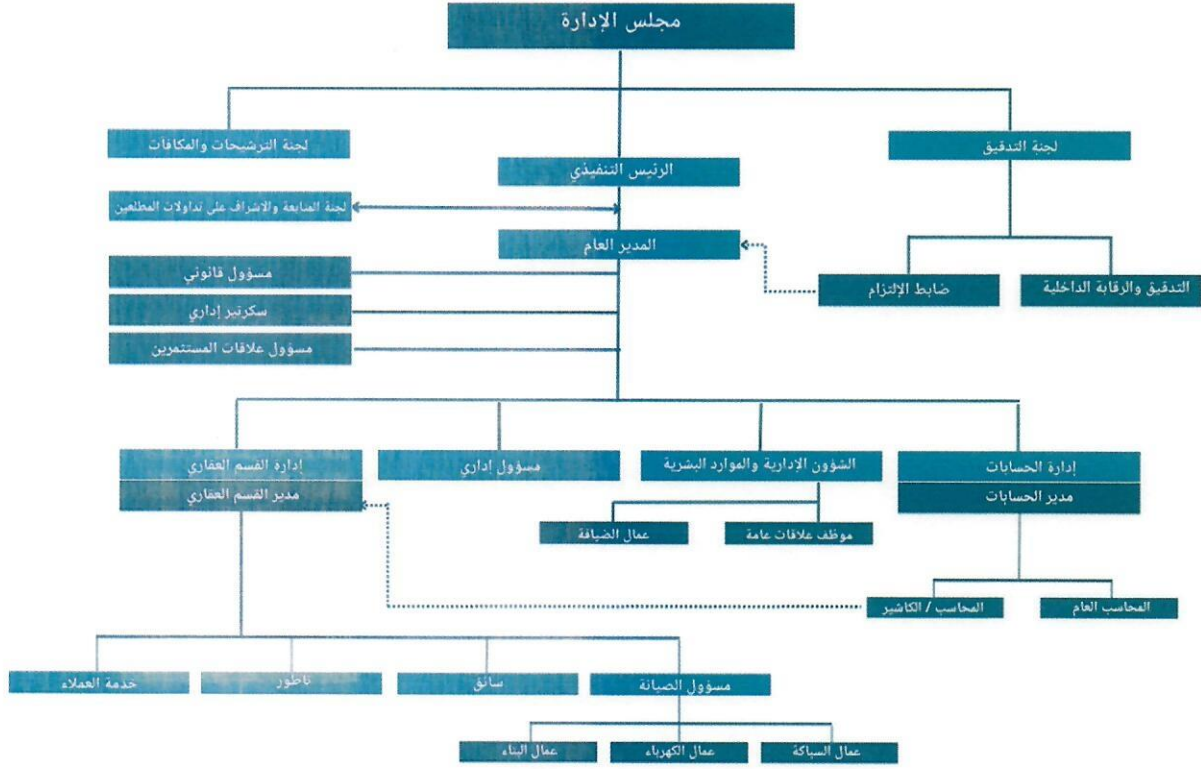 مجلس الإدارة
لجنة التدقيق
لجنة الترشيحات والمكافآت
الرئيس التنفيذي
لجنة المتابعة والاشراف على تداولات المطلعين
المدير العام
التدقيق والرقابة الداخلية
ضابط الإلتزام
مسؤول قانوني
سكرتير إداري
مسؤول علاقات المستثمرين
إدارة الحسابات
الشؤون الإدارية والموارد البشرية
مسؤول إداري
إدارة القسم العقاري
مدير الحسابات
مدير القسم العقاري
موظف علاقات عامة
عمال الضيافة
المحاسب العام
المحاسب / الكاشير
مسؤول الصيانة
سائق
ناطور
خدمة العملاء
عمال السباكة
عمال الكهرباء
عمال البناء